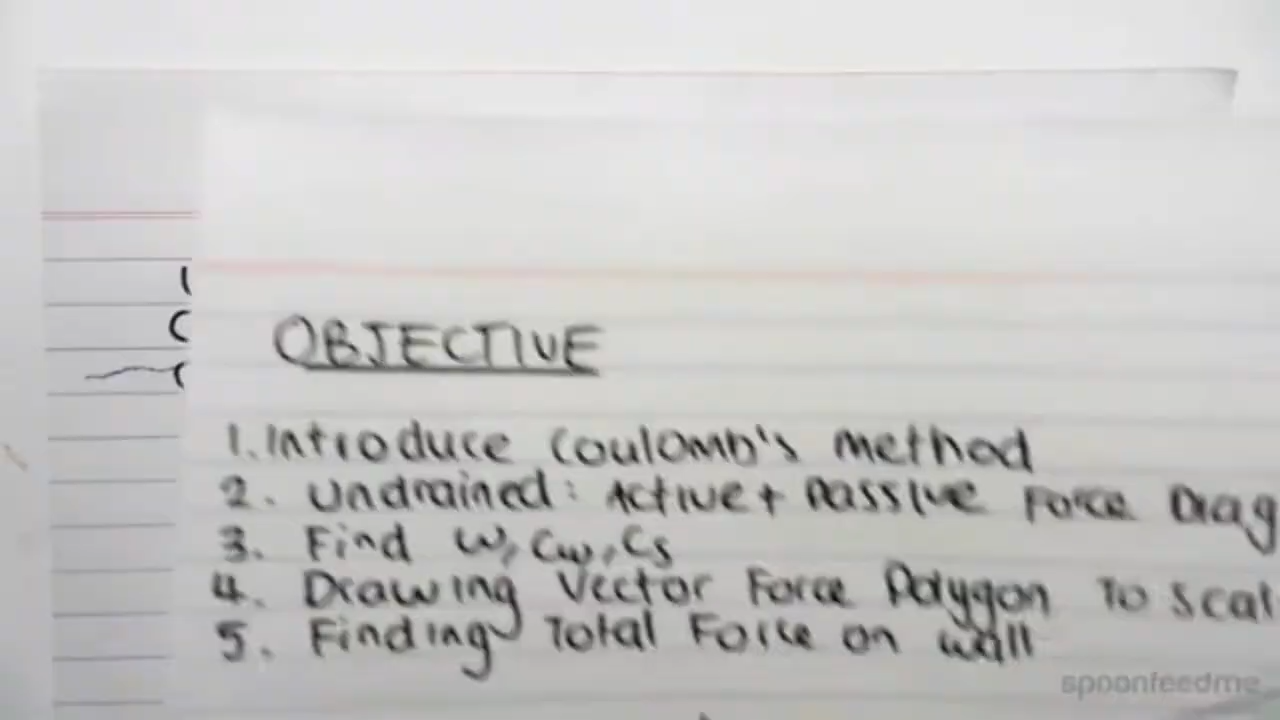 OBJECTIVE
1. Introduce Coulomb's method
2. Undrained: Active + Passive Force Diag
3. Find W, Cw, Cs
4. Drawing Vector Force Polygon To Scal
5. Finding Total Force on wall
spoonfeedme